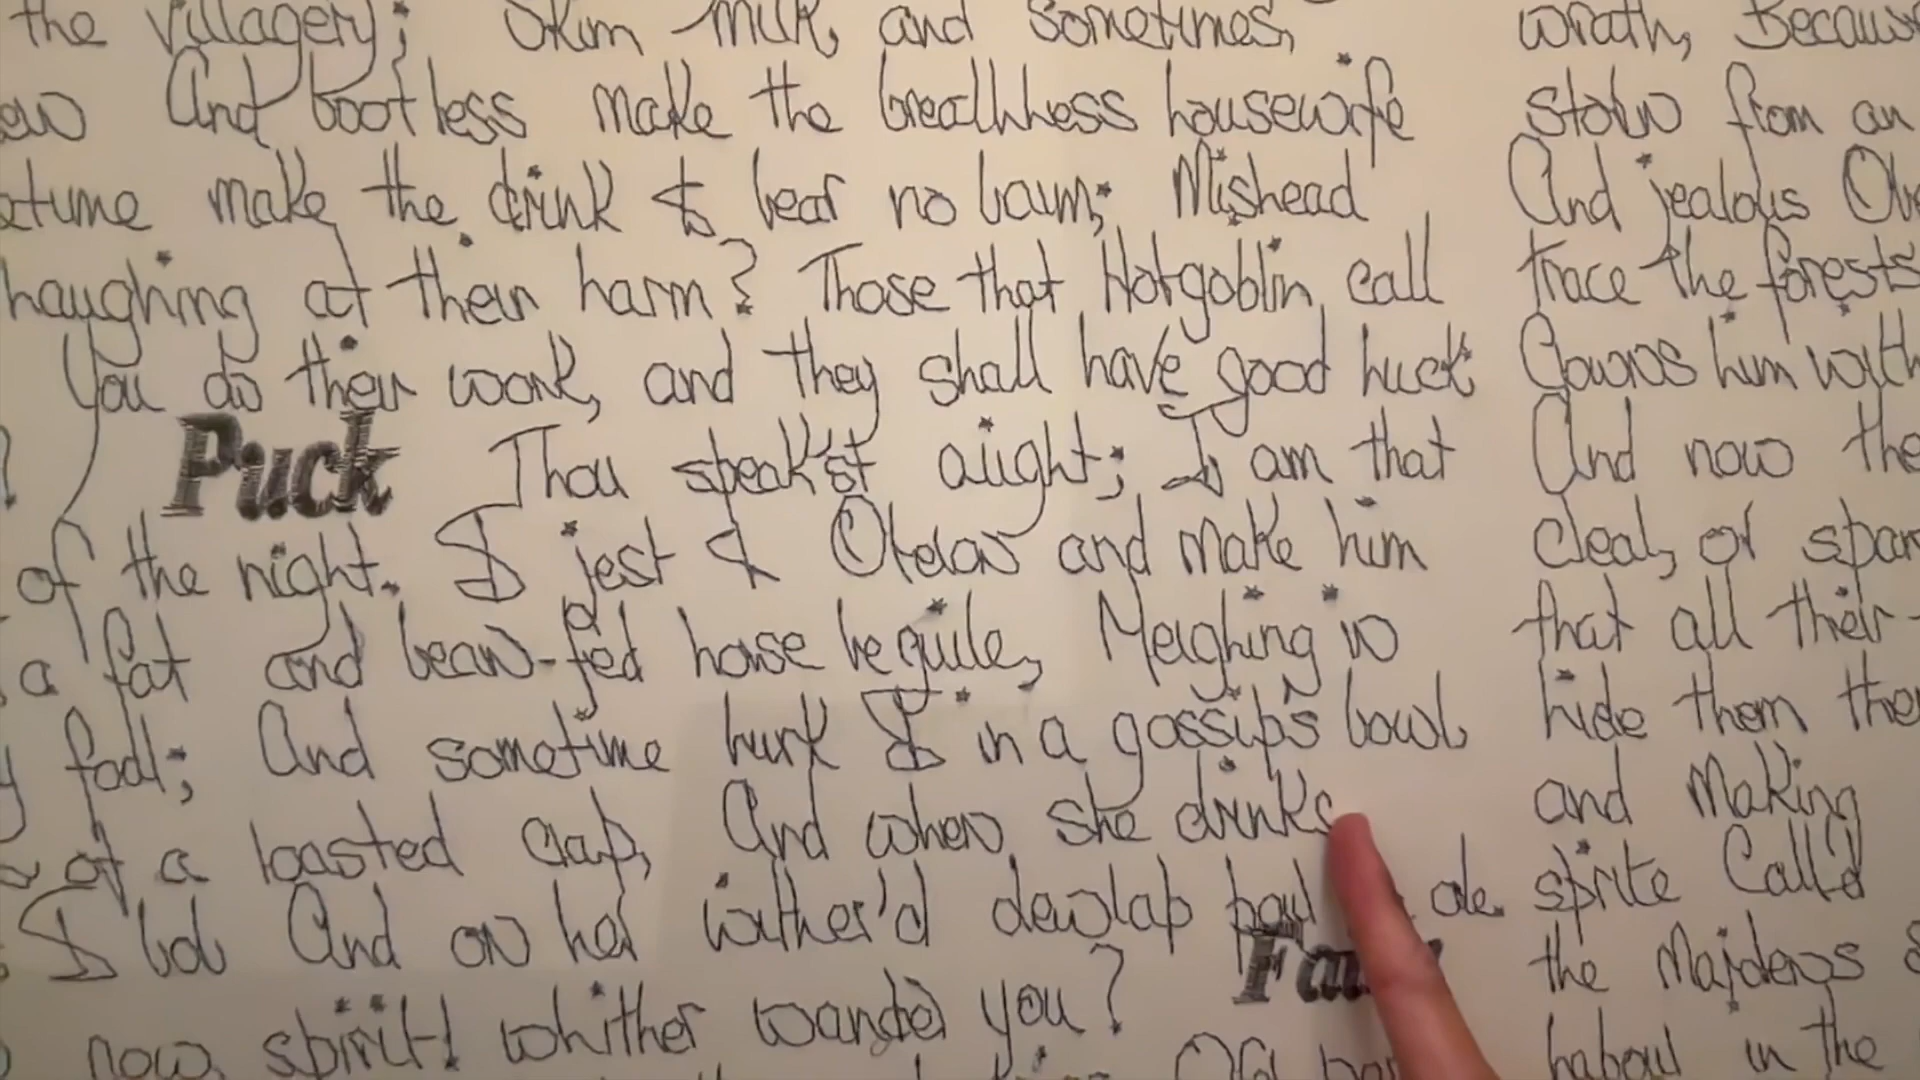 the villagery; Skim milk, and sometimes,
And bootless make the breathless housewife
make the drink to bear no barm; Mislead
laughing at their harm? Those that Hobgoblin call
You do their work, and they shall have good luck
Puck Thou speak'st aright; I am that
of the night. I jest to Oberon and make him
a fat and bean-fed horse beguile, Neighing in
foal; And sometime lurk I in a gossip's bowl
of a roasted crab, And when she drinks
I bob And on her wither'd dewlap ale.
now, spirit! whither wander you?
wrath, Because
stolen from an
And jealous
trace the forests
Crowns him with
And now the
clear, or
that all their
hide them
and Making
sprite Call'd
the Maidens
labour in the